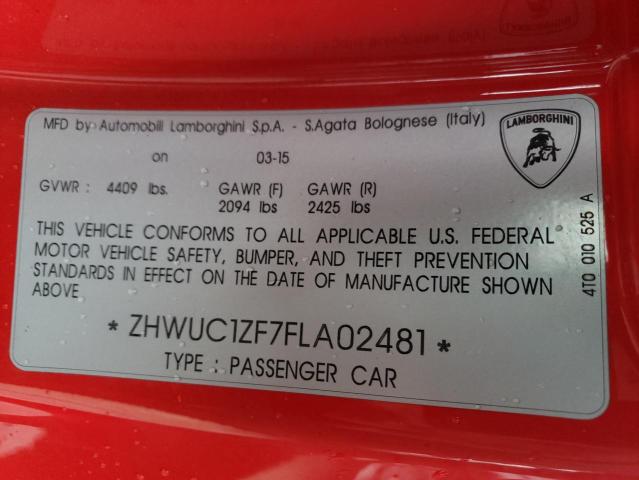 MFD by Automobili Lamborghini S.p.A. - S.Agata Bolognese (Italy)
on 03-15
GVWR : 4409 lbs. GAWR (F) GAWR (R)
2094 lbs 2425 lbs
THIS VEHICLE CONFORMS TO ALL APPLICABLE U.S. FEDERAL
MOTOR VEHICLE SAFETY, BUMPER, AND THEFT PREVENTION
STANDARDS IN EFFECT ON THE DATE OF MANUFACTURE SHOWN
ABOVE
* ZHWUC1ZF7FLA02481 *
TYPE : PASSENGER CAR
LAMBORGHINI
4T0 010 525 A